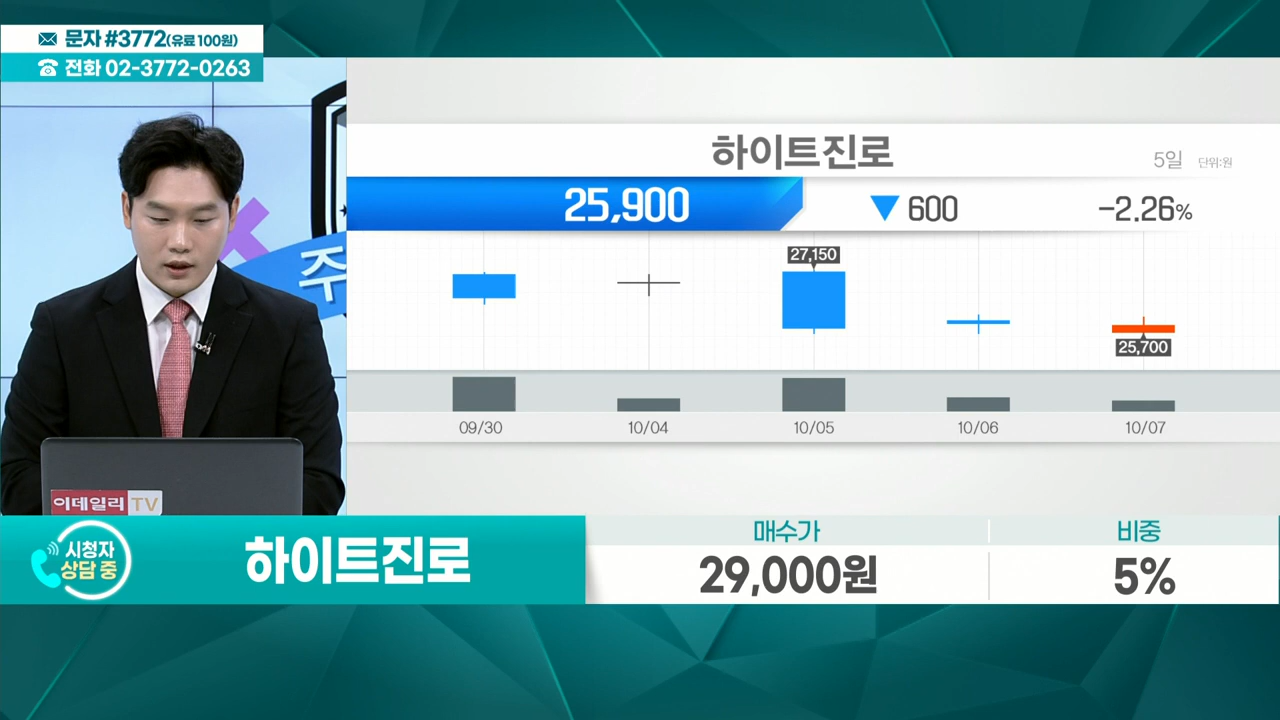 문자 #3772(유료 100원)
전화 02-3772-0263
주
하이트진로
5일 단위:원
25,900 ▼ 600 -2.26%
27,150
25,700
09/30 10/04 10/05 10/06 10/07
이데일리 TV
시청자
상담 중
하이트진로
매수가 비중
29,000원 5%